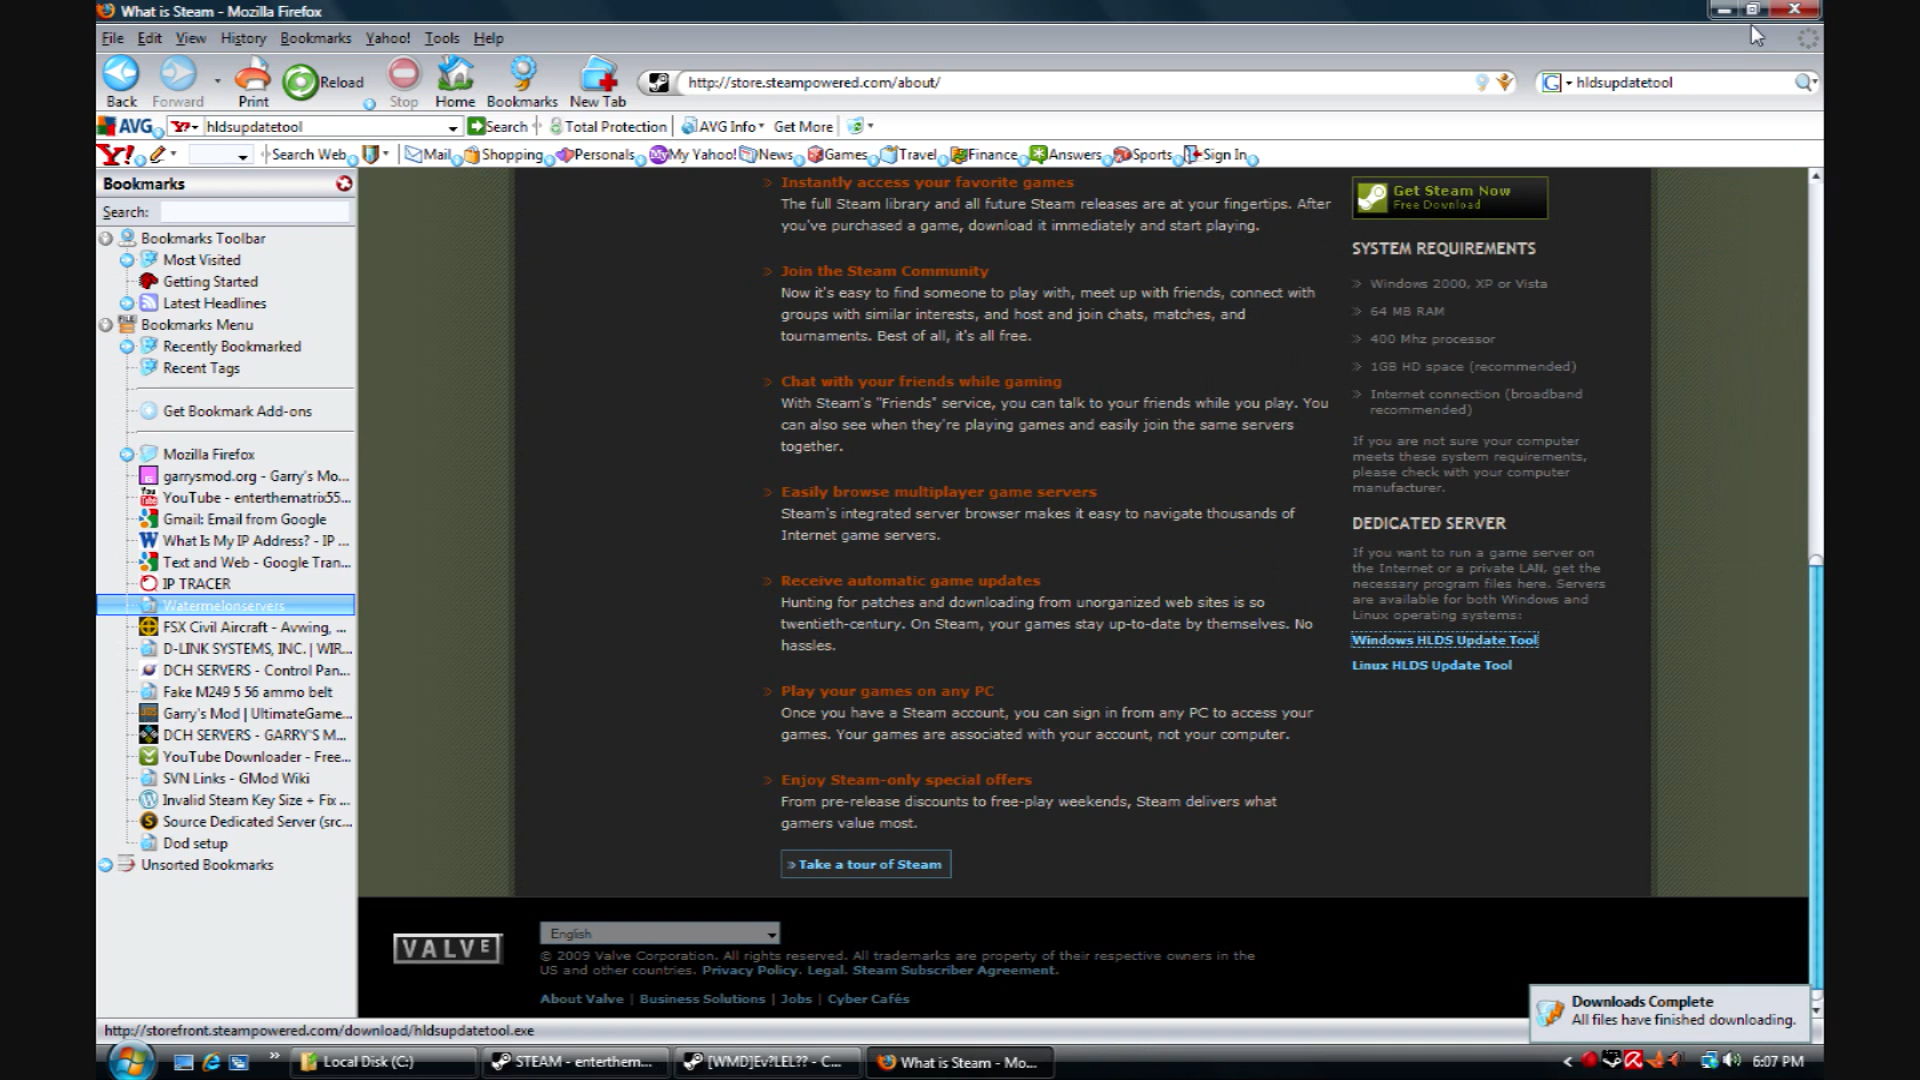 What is Steam - Mozilla Firefox
File Edit View History Bookmarks Yahoo! Tools Help
Back Forward Print Reload Stop Home Bookmarks New Tab
http://store.steampowered.com/about/
hldsupdatetool
AVG Y! hldsupdatetool Search Total Protection AVG Info Get More
Y! Search Web Mail Shopping Personals My Yahoo! News Games Travel Finance Answers Sports Sign In
Bookmarks
Search:
Bookmarks Toolbar
Most Visited
Getting Started
Latest Headlines
Bookmarks Menu
Recently Bookmarked
Recent Tags
Get Bookmark Add-ons
Mozilla Firefox
garrysmod.org - Garry's Mo...
YouTube - enterthematrix55...
Gmail: Email from Google
What Is My IP Address? - IP ...
Text and Web - Google Tran...
IP TRACER
Watermelonservers
FSX Civil Aircraft - Avwing, ...
D-LINK SYSTEMS, INC. | WIR...
DCH SERVERS - Control Pan...
Fake M249 5 56 ammo belt
Garry's Mod | UltimateGame...
DCH SERVERS - GARRY'S M...
YouTube Downloader - Free...
SVN Links - GMod Wiki
Invalid Steam Key Size ÷ Fix ...
Source Dedicated Server (src...
Dod setup
Unsorted Bookmarks
Instantly access your favorite games
The full Steam library and all future Steam releases are at your fingertips. After
you've purchased a game, download it immediately and start playing.
Join the Steam Community
Now it's easy to find someone to play with, meet up with friends, connect with
groups with similar interests, and host and join chats, matches, and
tournaments. Best of all, it's all free.
Chat with your friends while gaming
With Steam's "Friends" service, you can talk to your friends while you play. You
can also see when they're playing games and easily join the same servers
together.
Easily browse multiplayer game servers
Steam's integrated server browser makes it easy to navigate thousands of
Internet game servers.
Receive automatic game updates
Hunting for patches and downloading from unorganized web sites is so
twentieth-century. On Steam, your games stay up-to-date by themselves. No
hassles.
Play your games on any PC
Once you have a Steam account, you can sign in from any PC to access your
games. Your games are associated with your account, not your computer.
Enjoy Steam-only special offers
From pre-release discounts to free-play weekends, Steam delivers what
gamers value most.
» Take a tour of Steam
Get Steam Now
Free Download
SYSTEM REQUIREMENTS
Windows 2000, XP or Vista
64 MB RAM
400 Mhz processor
1GB HD space (recommended)
Internet connection (broadband
recommended)
If you are not sure your computer
meets these system requirements,
please check with your computer
manufacturer.
DEDICATED SERVER
If you want to run a game server on
the Internet or a private LAN, get the
necessary program files here. Servers
are available for both Windows and
Linux operating systems:
Windows HLDS Update Tool
Linux HLDS Update Tool
VALVE
English
© 2009 Valve Corporation. All rights reserved. All trademarks are property of their respective owners in the
US and other countries. Privacy Policy. Legal. Steam Subscriber Agreement.
About Valve | Business Solutions | Jobs | Cyber Cafés
Downloads Complete
All files have finished downloading.
http://storefront.steampowered.com/download/hldsupdatetool.exe
Local Disk (C:)
STEAM - enterthem...
[WMD]Ev?LEL?? - C...
What is Steam - Mo...
6:07 PM